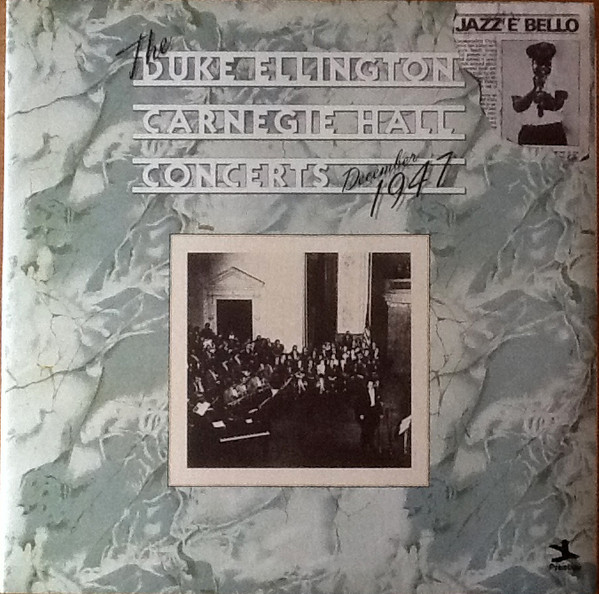 The
DUKE ELLINGTON
CARNEGIE HALL
CONCERTS December
1947
JAZZ E BELLO
Prestige